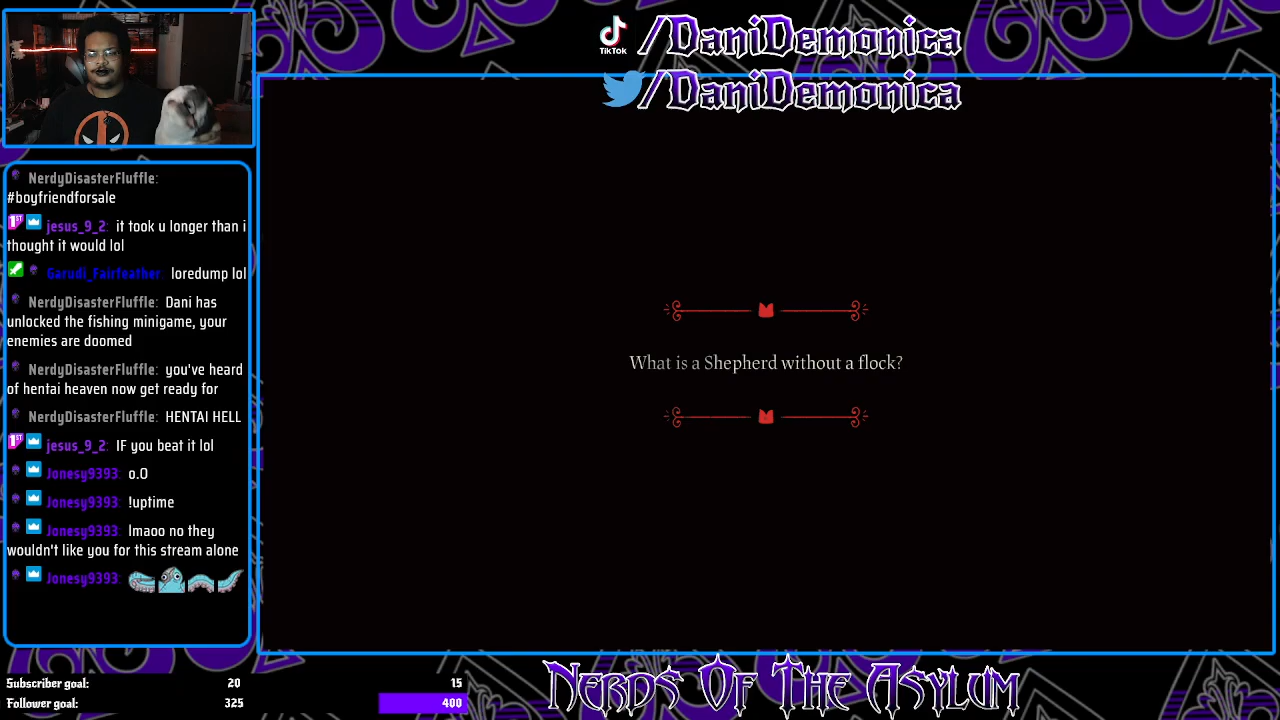 TikTok
/DaniDemonica
/DaniDemonica
NerdyDisasterFluffle:
#boyfriendforsale
1ST jesus_9_2: it took u longer than i
thought it would lol
Garudi_Fairfeather: loredump lol
NerdyDisasterFluffle: Dani has
unlocked the fishing minigame, your
enemies are doomed
NerdyDisasterFluffle: you've heard
of hentai heaven now get ready for
NerdyDisasterFluffle: HENTAI HELL
1ST jesus_9_2: IF you beat it lol
Jonesy9393: o.O
Jonesy9393: !uptime
Jonesy9393: lmaoo no they
wouldn't like you for this stream alone
Jonesy9393:
What is a Shepherd without a flock?
Subscriber goal: 20 15
Follower goal: 325 400
Nerds Of The Asylum